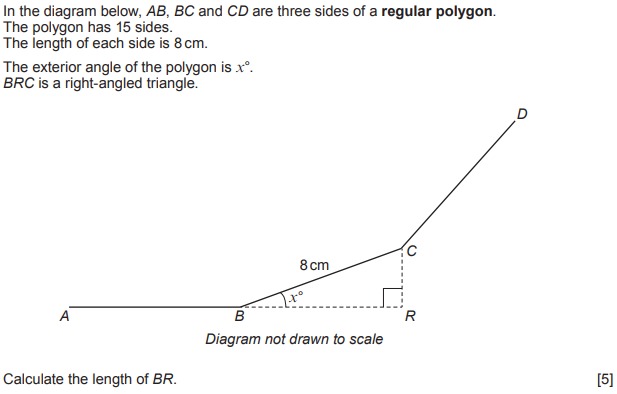 In the diagram below, AB, BC and CD are three sides of a regular polygon.
The polygon has 15 sides.
The length of each side is 8 cm.
The exterior angle of the polygon is x°.
BRC is a right-angled triangle.
D
C
8 cm
x°
A
B
R
Diagram not drawn to scale
Calculate the length of BR. [5]